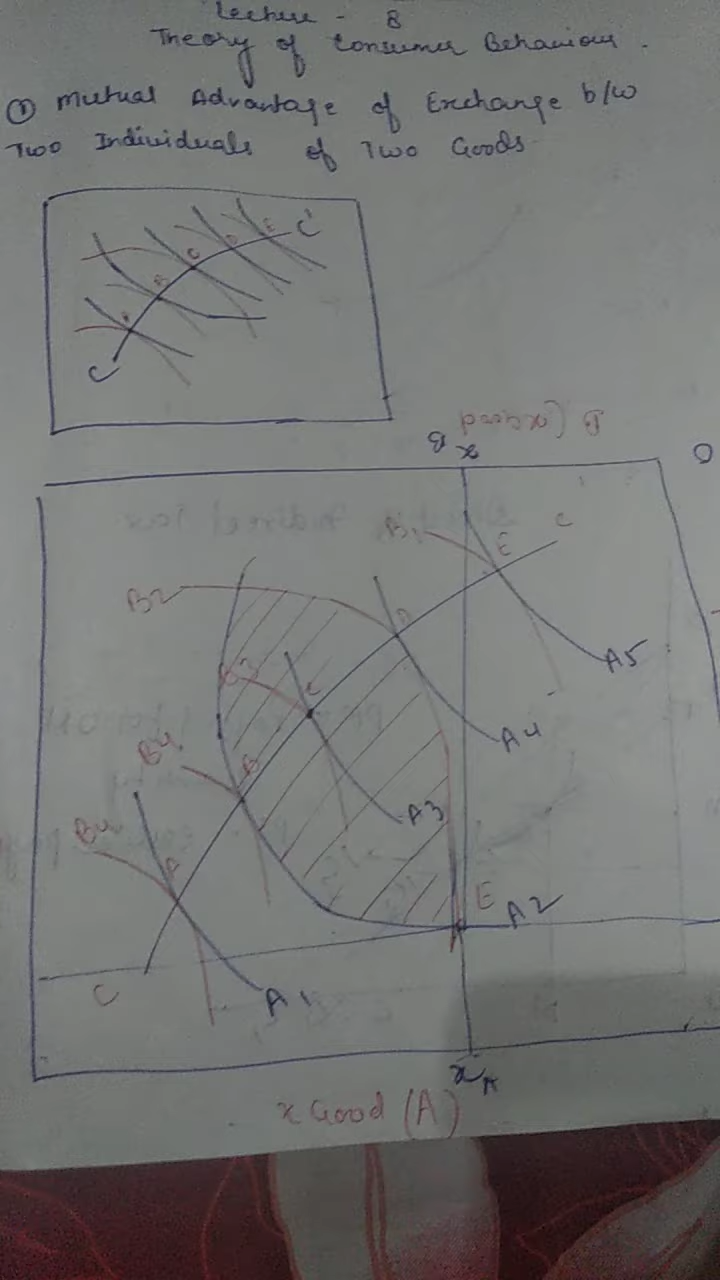 Lecture - 8
Theory of Consumer Behaviour.
① Mutual Advantage of Exchange b/w
Two Individuals of Two Goods
C'
E
D
C
B
A
C
B (x Good)
x B
O
B1
E
C
B2
D
A5
B3
C
A4
B4
B
A3
B4
A
E
A2
C
A1
x A
x Good (A)